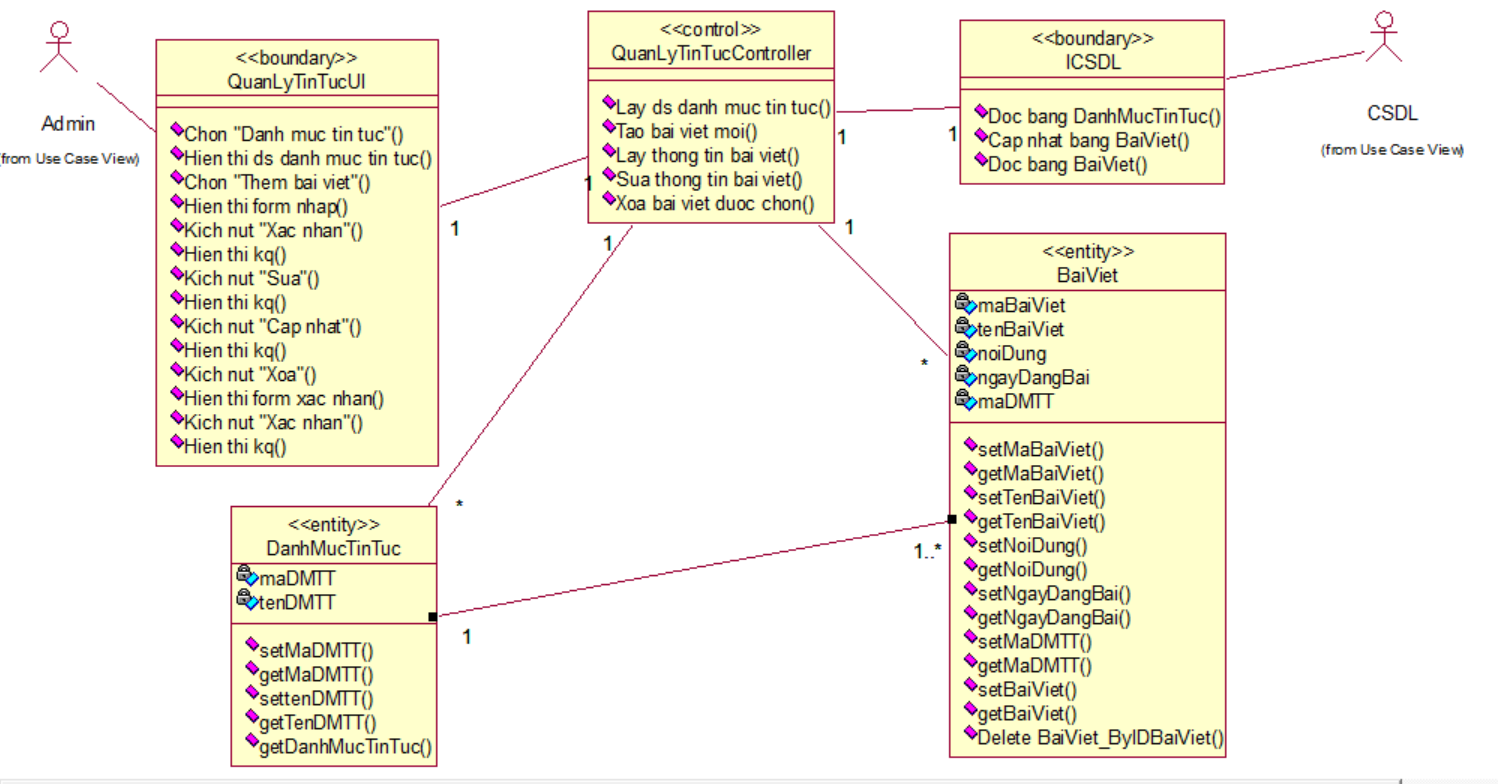 Admin
(from Use Case View)
<<boundary>>
QuanLyTinTucUI
Chon "Danh muc tin tuc"()
Hien thi ds danh muc tin tuc()
Chon "Them bai viet"()
Hien thi form nhap()
Kich nut "Xac nhan"()
Hien thi kq()
Kich nut "Sua"()
Hien thi kq()
Kich nut "Cap nhat"()
Hien thi kq()
Kich nut "Xoa"()
Hien thi form xac nhan()
Kich nut "Xac nhan"()
Hien thi kq()
1
1
<<control>>
QuanLyTinTucController
Lay ds danh muc tin tuc()
Tao bai viet moi()
Lay thong tin bai viet()
Sua thong tin bai viet()
Xoa bai viet duoc chon()
1
1
<<boundary>>
ICSDL
Doc bang DanhMucTinTuc()
Cap nhat bang BaiViet()
Doc bang BaiViet()
CSDL
(from Use Case View)
1
*
1
*
<<entity>>
BaiViet
maBaiViet
tenBaiViet
noiDung
ngayDangBai
maDMTT
setMaBaiViet()
getMaBaiViet()
setTenBaiViet()
getTenBaiViet()
setNoiDung()
getNoiDung()
setNgayDangBai()
getNgayDangBai()
setMaDMTT()
getMaDMTT()
setBaiViet()
getBaiViet()
Delete BaiViet_ByIDBaiViet()
<<entity>>
DanhMucTinTuc
maDMTT
tenDMTT
setMaDMTT()
getMaDMTT()
settenDMTT()
getTenDMTT()
getDanhMucTinTuc()
1
1..*